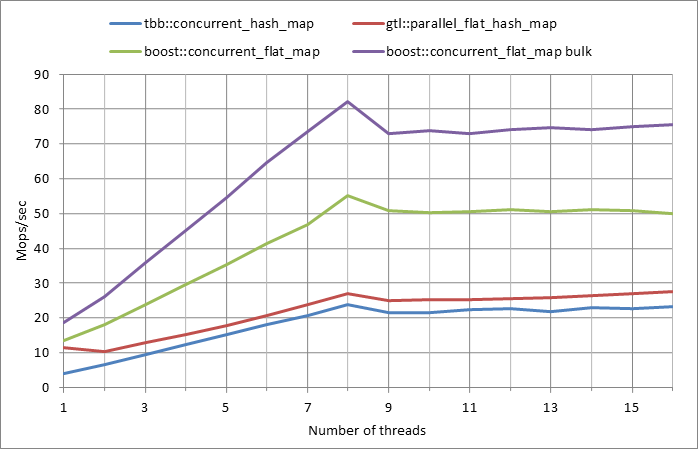 tbb::concurrent_hash_map gtl::parallel_flat_hash_map
boost::concurrent_flat_map boost::concurrent_flat_map bulk
90
80
70
60
50
40
30
20
10
0
Mops/sec
1 3 5 7 9 11 13 15
Number of threads